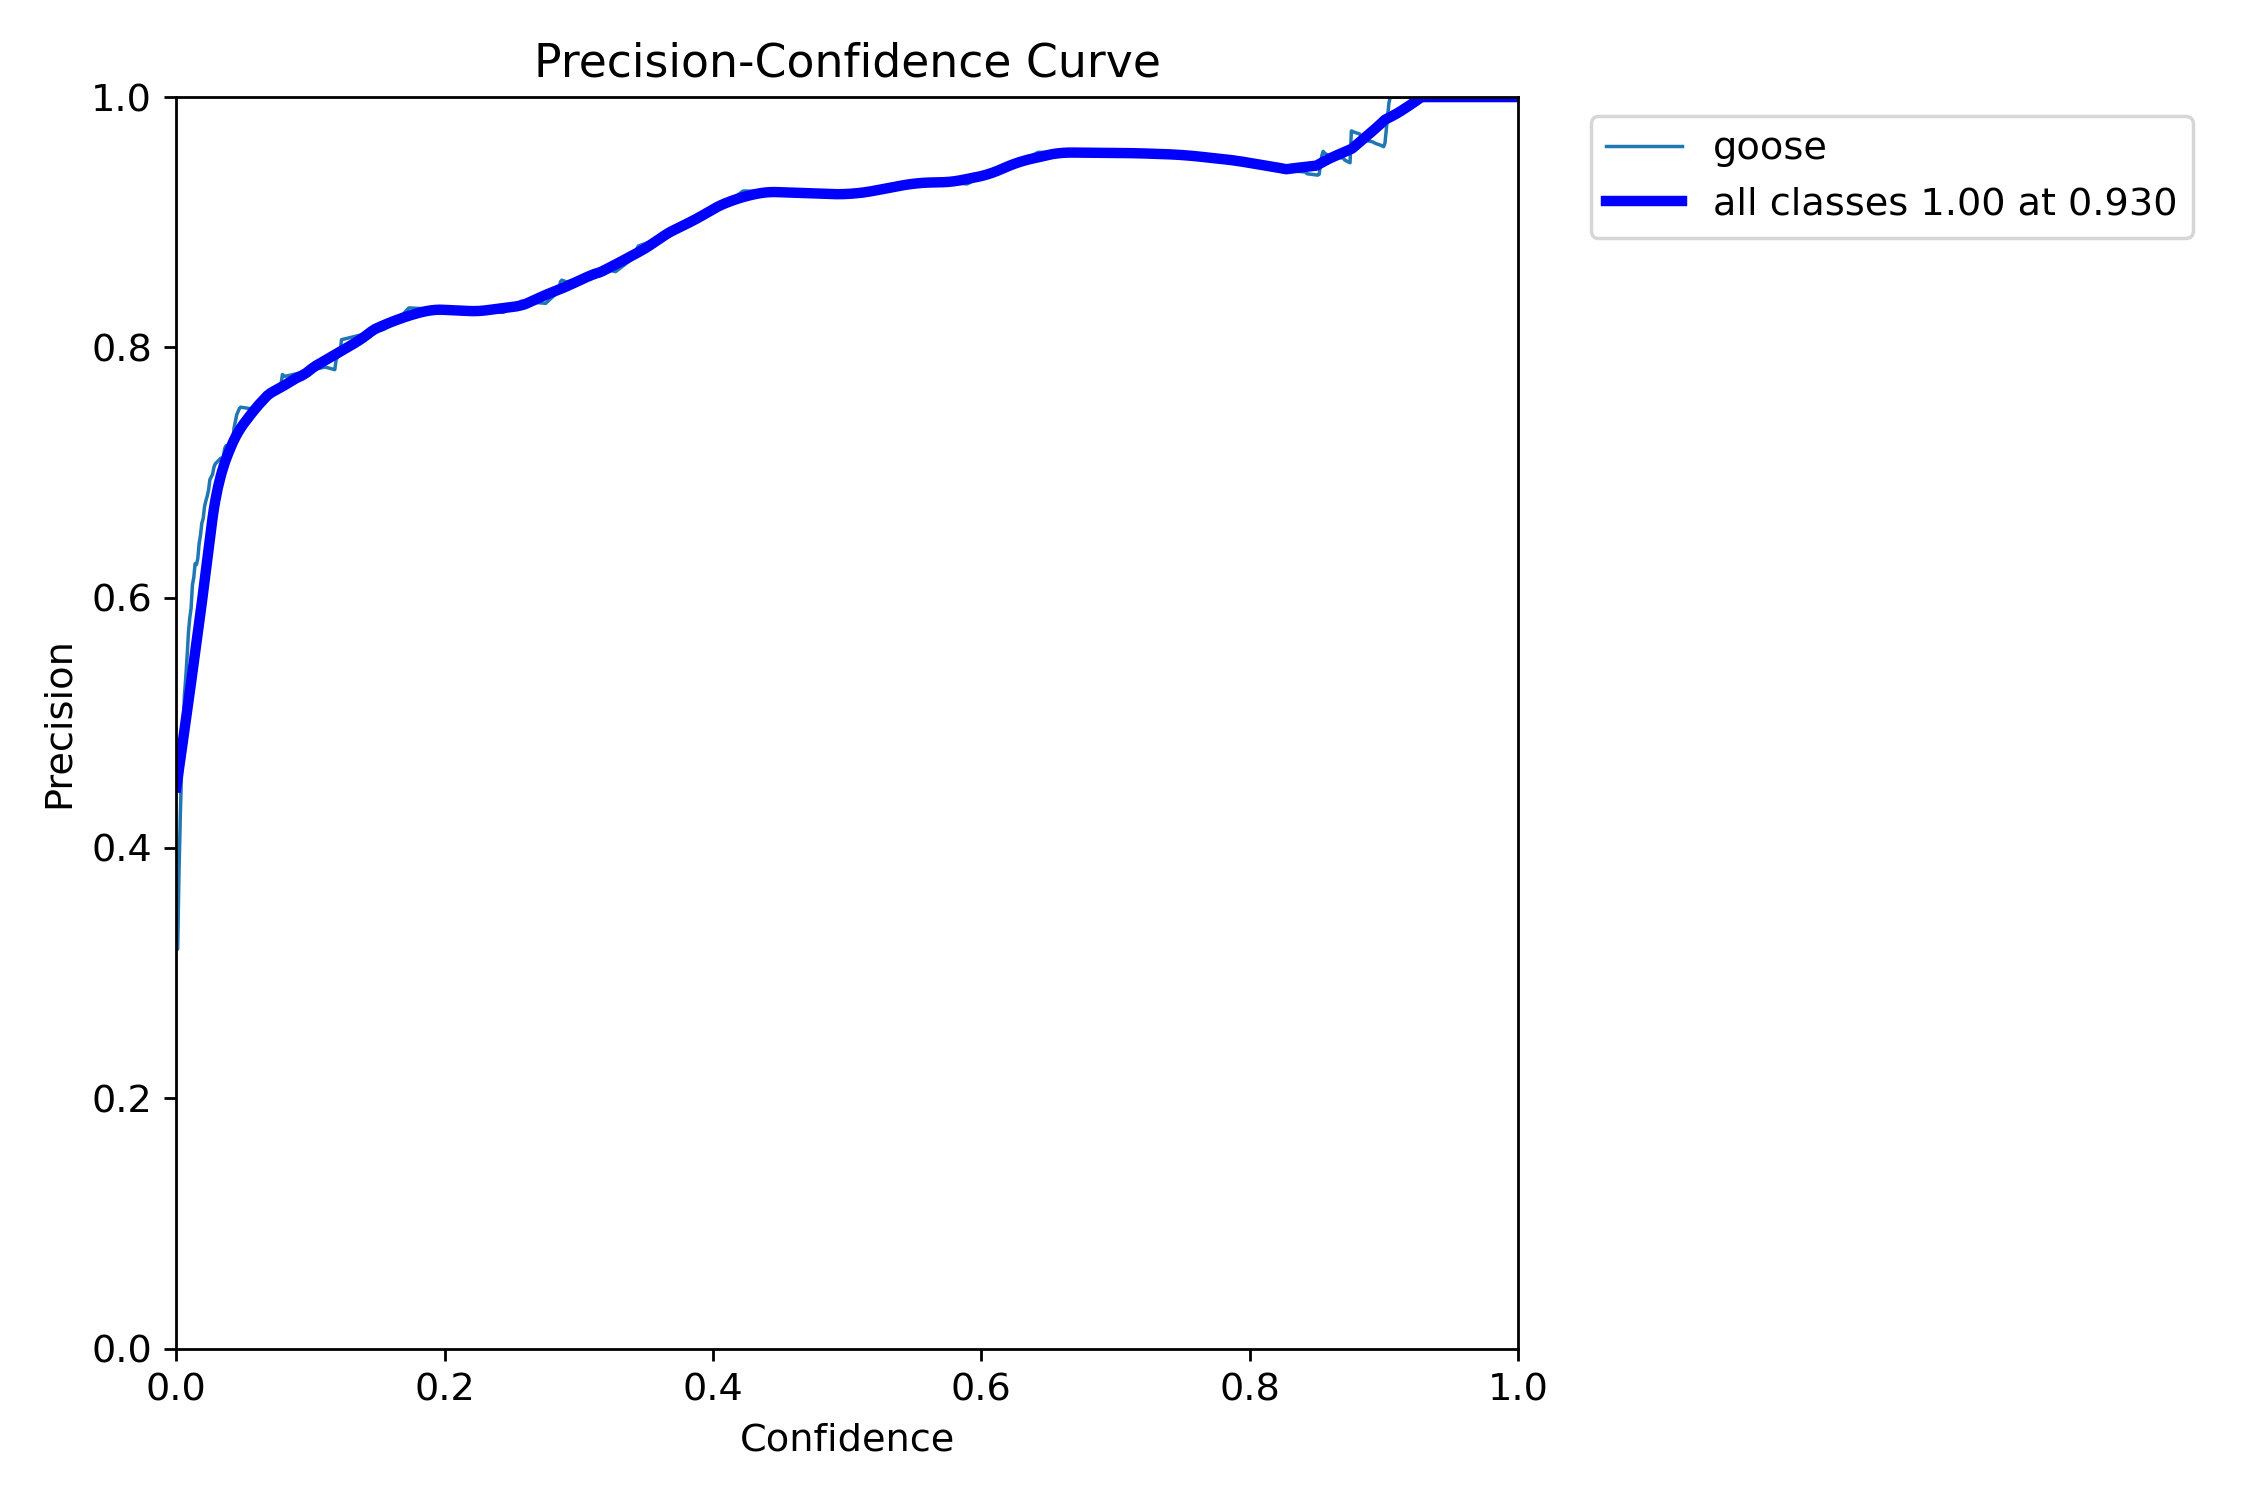 Precision-Confidence Curve
1.0
0.8
0.6
0.4
0.2
0.0
Precision
0.0 0.2 0.4 0.6 0.8 1.0
Confidence
goose
all classes 1.00 at 0.930